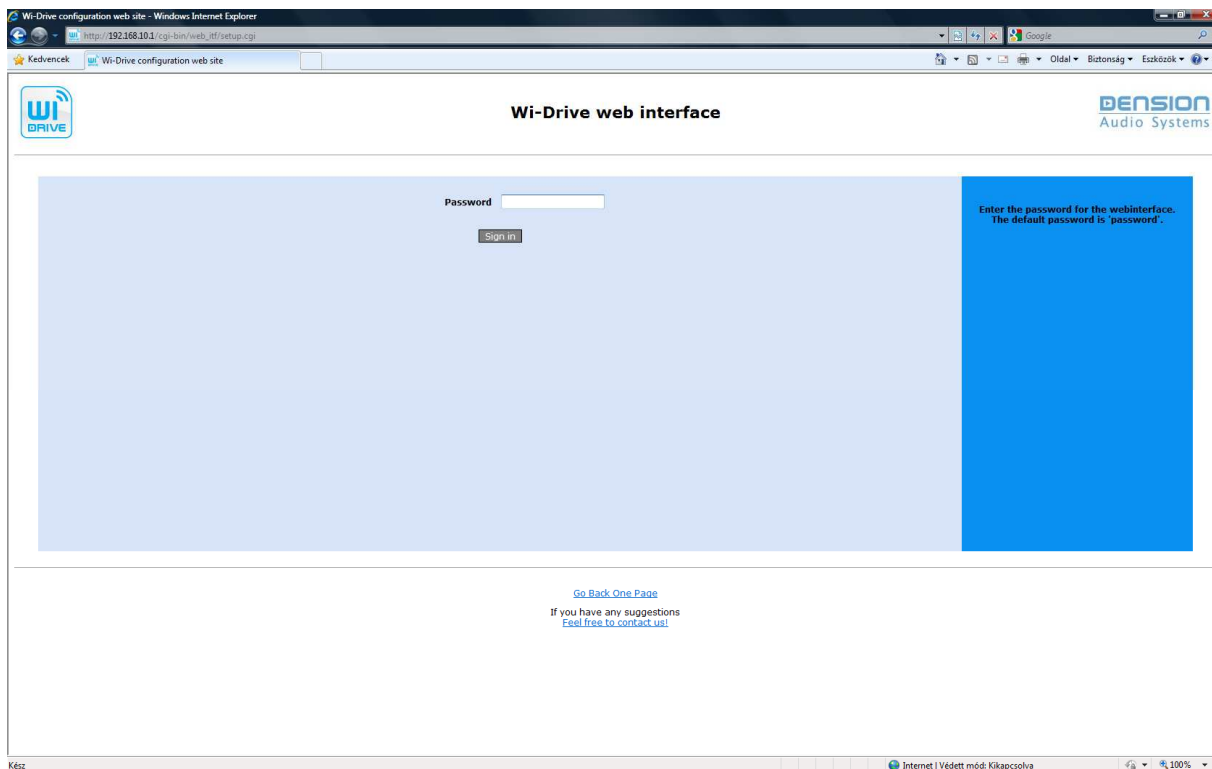 Wi-Drive configuration web site - Windows Internet Explorer
http://192.168.10.1/cgi-bin/web_itf/setup.cgi
Google
Kedvencek
Wi-Drive configuration web site
Oldal
Biztonság
Eszközök
WI
DRIVE
Wi-Drive web interface
DENSION
Audio Systems
Password
Sign in
Enter the password for the webinterface.
The default password is 'password'.
Go Back One Page
If you have any suggestions
Feel free to contact us!
Kész
Internet | Védett mód: Kikapcsolva
100%